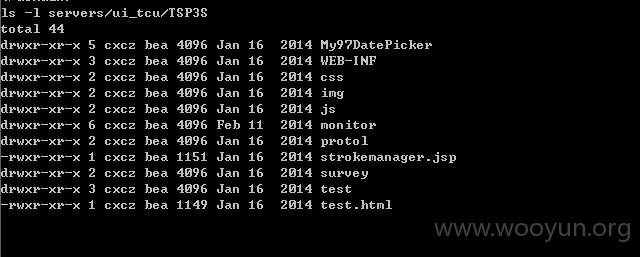 ls -l servers/ui_tcu/TSP3S
total 44
drwxr-xr-x 5 cxcz bea 4096 Jan 16  2014 My97DatePicker
drwxr-xr-x 3 cxcz bea 4096 Jan 16  2014 WEB-INF
drwxr-xr-x 2 cxcz bea 4096 Jan 16  2014 css
drwxr-xr-x 2 cxcz bea 4096 Jan 16  2014 img
drwxr-xr-x 2 cxcz bea 4096 Jan 16  2014 js
drwxr-xr-x 6 cxcz bea 4096 Feb 11  2014 monitor
drwxr-xr-x 2 cxcz bea 4096 Jan 16  2014 protol
-rwxr-xr-x 1 cxcz bea 1151 Jan 16  2014 strokemanager.jsp
drwxr-xr-x 2 cxcz bea 4096 Jan 16  2014 survey
drwxr-xr-x 3 cxcz bea 4096 Jan 16  2014 test
-rwxr-xr-x 1 cxcz bea 1149 Jan 16  2014 test.html
www.wooyun.org